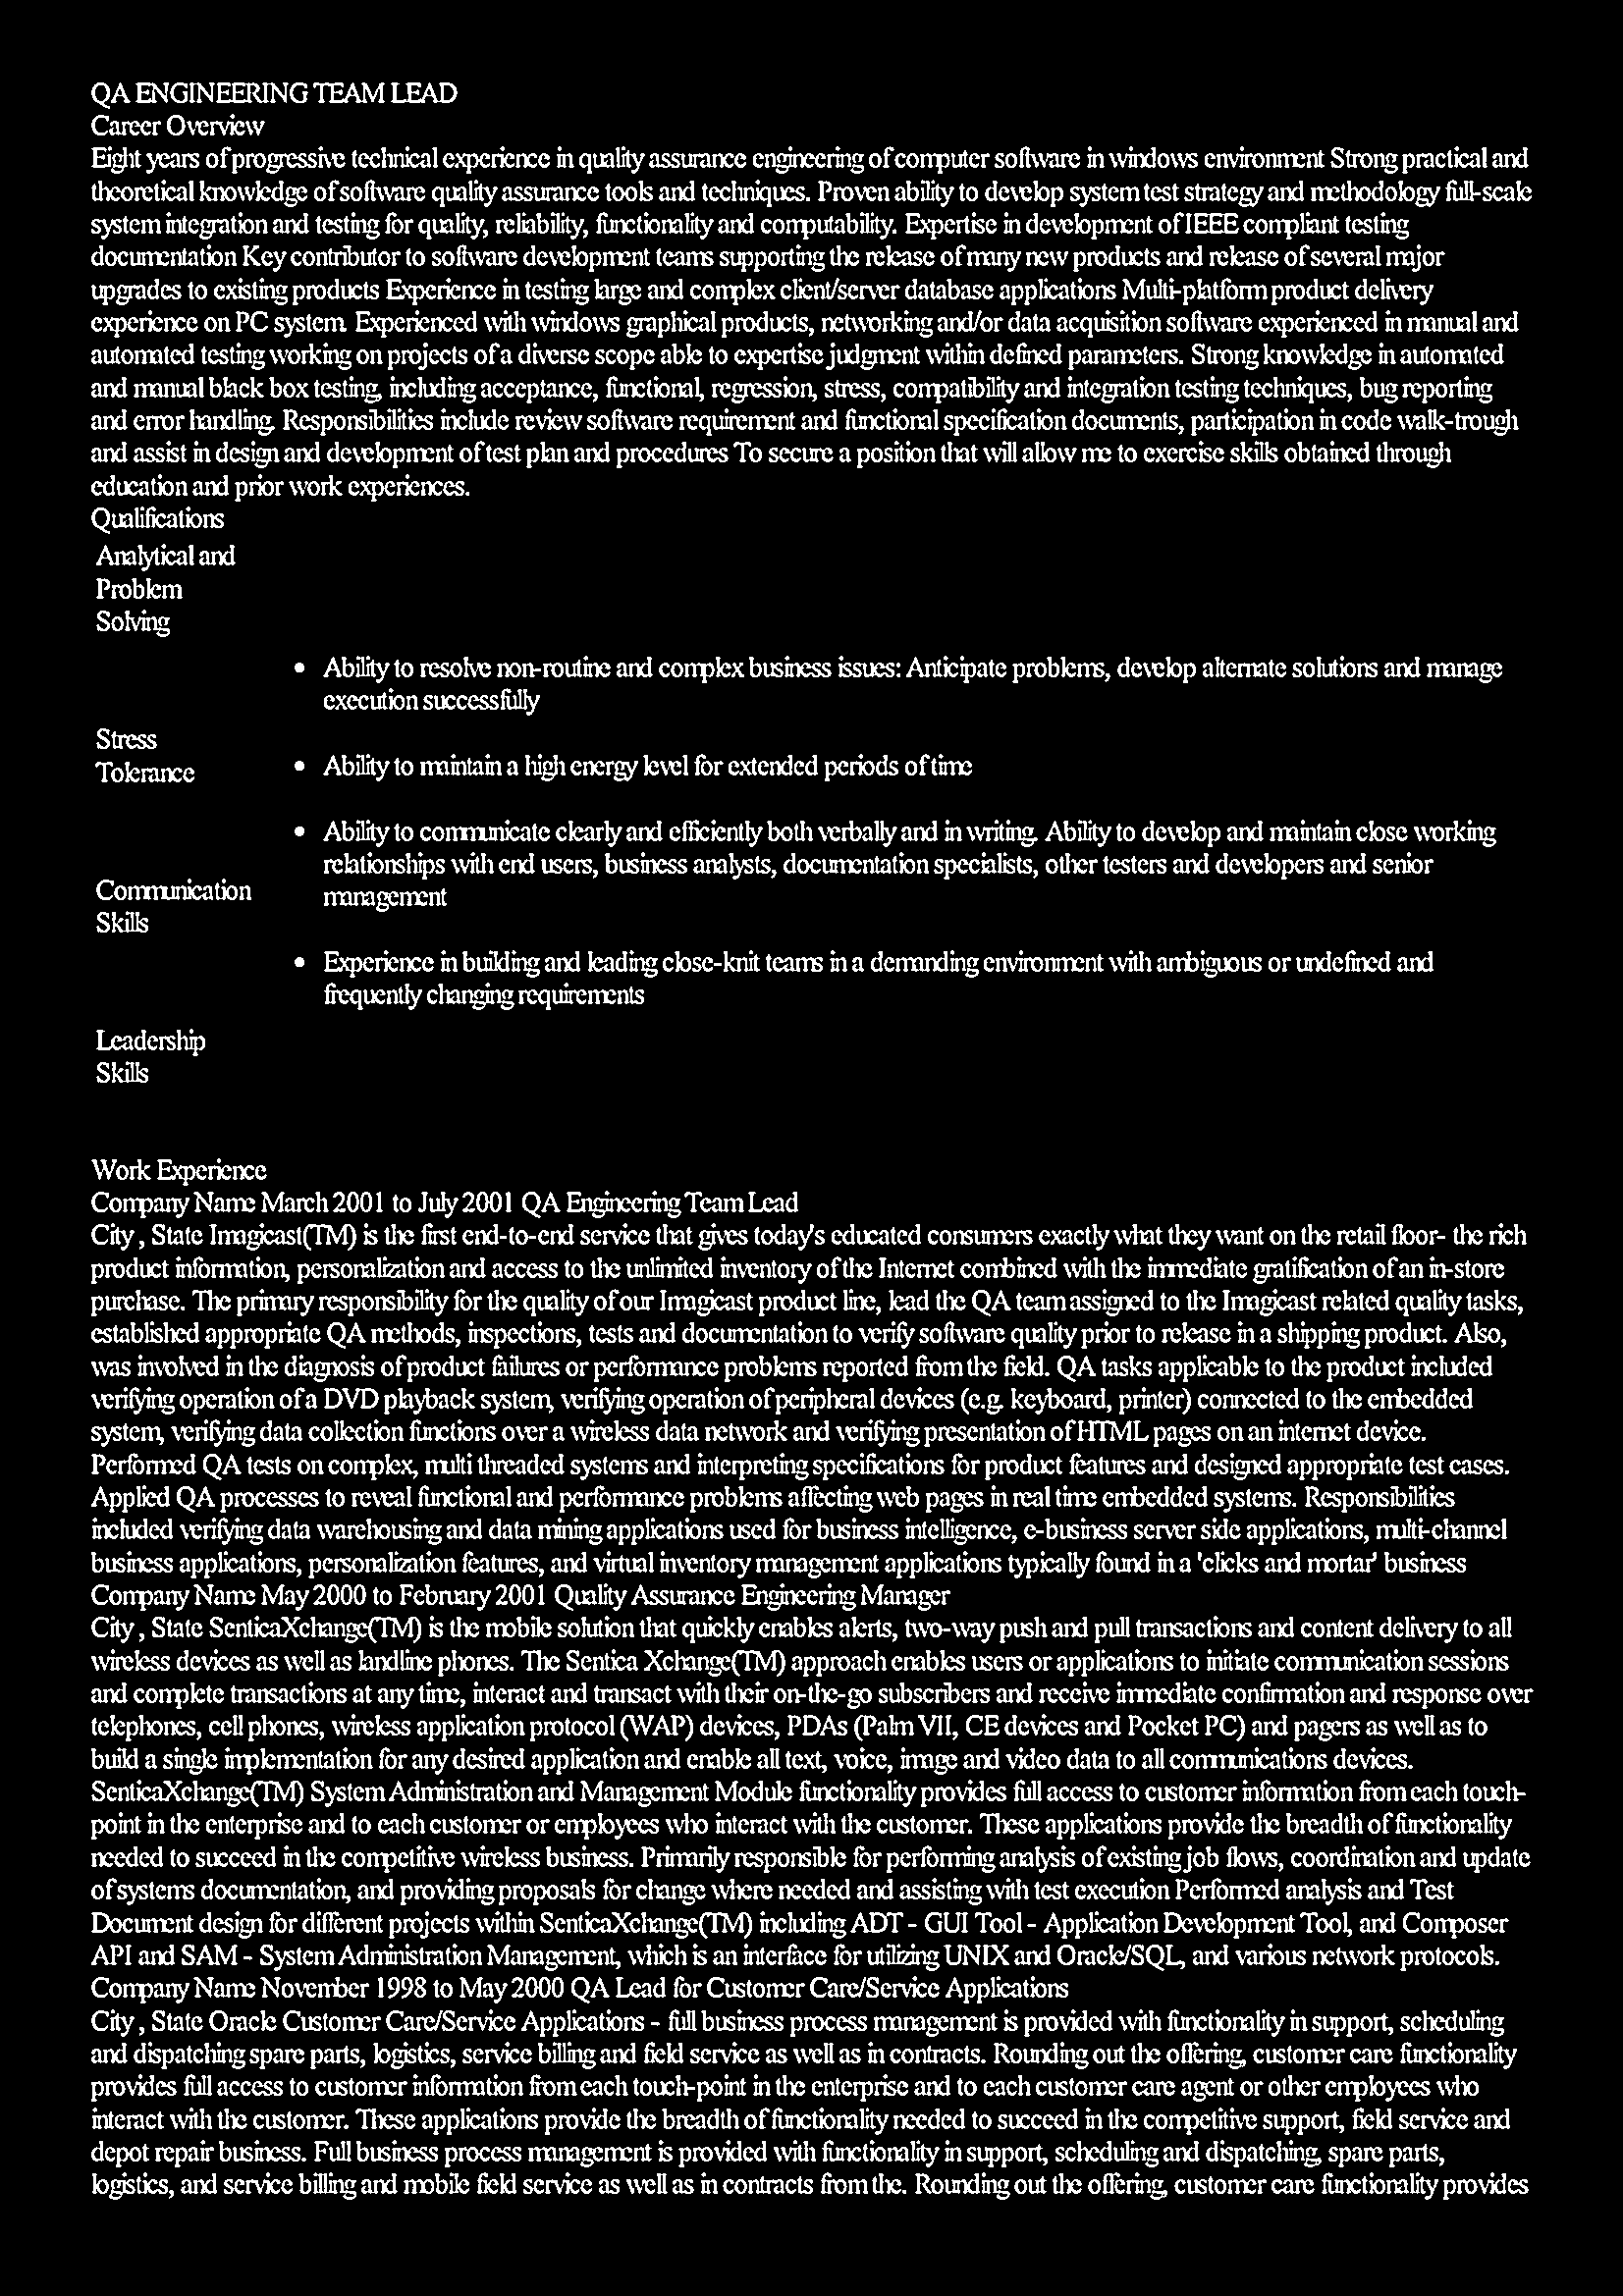 QA ENGINEERING TEAM LEAD
Career Overview
Eight years of progressive technical experience in quality assurance engineering of computer software in windows environment Strong practical and
theoretical knowledge of software quality assurance tools and techniques. Proven ability to develop system test strategy and methodology full-scale
system integration and testing for quality, reliability, functionality and computability. Expertise in development of IEEE compliant testing
documentation Key contributor to software development teams supporting the release of many new products and release of several major
upgrades to existing products Experience in testing large and complex client/server database applications Multi-platform product delivery
experience on PC system. Experienced with windows graphical products, networking and/or data acquisition software experienced in manual and
automated testing working on projects of a diverse scope able to expertise judgment within defined parameters. Strong knowledge in automated
and manual black box testing, including acceptance, functional, regression, stress, compatibility and integration testing techniques, bug reporting
and error handling. Responsibilities include review software requirement and functional specification documents, participation in code walk-trough
and assist in design and development of test plan and procedures To secure a position that will allow me to exercise skills obtained through
education and prior work experiences.
Qualifications
Analytical and
Problem
Solving
• Ability to resolve non-routine and complex business issues: Anticipate problems, develop alternate solutions and manage
execution successfully
Stress
Tolerance
• Ability to maintain a high energy level for extended periods of time
• Ability to communicate clearly and efficiently both verbally and in writing. Ability to develop and maintain close working
relationships with end users, business analysts, documentation specialists, other testers and developers and senior
management
Communication
Skills
• Experience in building and leading close-knit teams in a demanding environment with ambiguous or undefined and
frequently changing requirements
Leadership
Skills
Work Experience
Company Name March 2001 to July 2001 QA Engineering Team Lead
City , State Imagicast(TM) is the first end-to-end service that gives today's educated consumers exactly what they want on the retail floor- the rich
product information, personalization and access to the unlimited inventory of the Internet combined with the immediate gratification of an in-store
purchase. The primary responsibility for the quality of our Imagicast product line, lead the QA team assigned to the Imagicast related quality tasks,
established appropriate QA methods, inspections, tests and documentation to verify software quality prior to release in a shipping product. Also,
was involved in the diagnosis of product failures or performance problems reported from the field. QA tasks applicable to the product included
verifying operation of a DVD playback system, verifying operation of peripheral devices (e.g. keyboard, printer) connected to the embedded
system, verifying data collection functions over a wireless data network and verifying presentation of HTML pages on an internet device.
Performed QA tests on complex, multi threaded systems and interpreting specifications for product features and designed appropriate test cases.
Applied QA processes to reveal functional and performance problems affecting web pages in real time embedded systems. Responsibilities
included verifying data warehousing and data mining applications used for business intelligence, e-business server side applications, multi-channel
business applications, personalization features, and virtual inventory management applications typically found in a 'clicks and mortar' business
Company Name May 2000 to February 2001 Quality Assurance Engineering Manager
City , State SenticaXchange(TM) is the mobile solution that quickly enables alerts, two-way push and pull transactions and content delivery to all
wireless devices as well as landline phones. The Sentica Xchange(TM) approach enables users or applications to initiate communication sessions
and complete transactions at any time, interact and transact with their on-the-go subscribers and receive immediate confirmation and response over
telephones, cell phones, wireless application protocol (WAP) devices, PDAs (Palm VII, CE devices and Pocket PC) and pagers as well as to
build a single implementation for any desired application and enable all text, voice, image and video data to all communications devices.
SenticaXchange(TM) System Administration and Management Module functionality provides full access to customer information from each touch-
point in the enterprise and to each customer or employees who interact with the customer. These applications provide the breadth of functionality
needed to succeed in the competitive wireless business. Primarily responsible for performing analysis of existing job flows, coordination and update
of systems documentation, and providing proposals for change where needed and assisting with test execution Performed analysis and Test
Document design for different projects within SenticaXchange(TM) including ADT - GUI Tool - Application Development Tool, and Composer
API and SAM - System Administration Management, which is an interface for utilizing UNIX and Oracle/SQL, and various network protocols.
Company Name November 1998 to May 2000 QA Lead for Customer Care/Service Applications
City , State Oracle Customer Care/Service Applications - full business process management is provided with functionality in support, scheduling
and dispatching spare parts, logistics, service billing and field service as well as in contracts. Rounding out the offering, customer care functionality
provides full access to customer information from each touch-point in the enterprise and to each customer care agent or other employees who
interact with the customer. These applications provide the breadth of functionality needed to succeed in the competitive support, field service and
depot repair business. Full business process management is provided with functionality in support, scheduling and dispatching, spare parts,
logistics, and service billing and mobile field service as well as in contracts from the. Rounding out the offering, customer care functionality provides